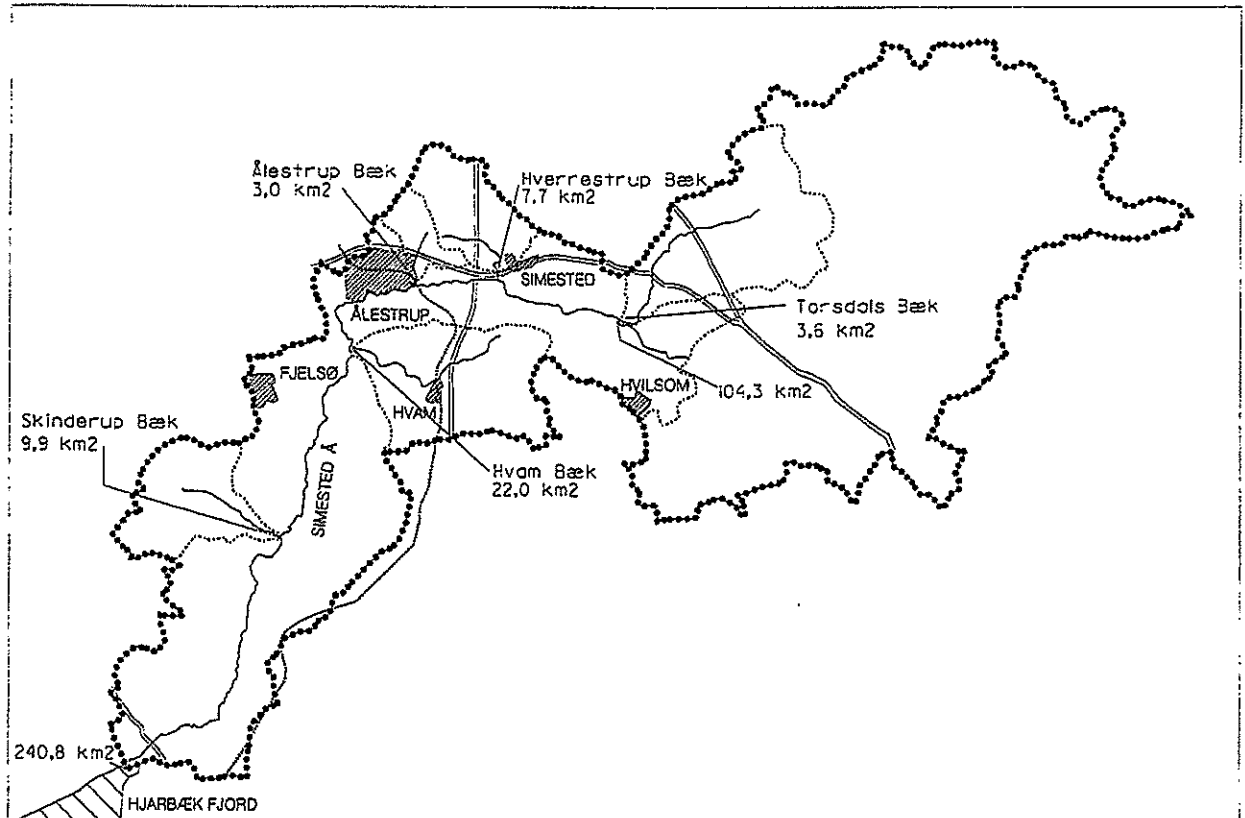 Ålestrup Bæk
3,0 km2
Hverrestrup Bæk
7,7 km2
SIMESTED
ÅLESTRUP
Torsdals Bæk
3,6 km2
FJELSØ
HVILSOM
104,3 km2
HVAM
Skinderup Bæk
9,9 km2
Hvam Bæk
22,0 km2
SIMESTED Å
240,8 km2
HJARBÆK FJORD